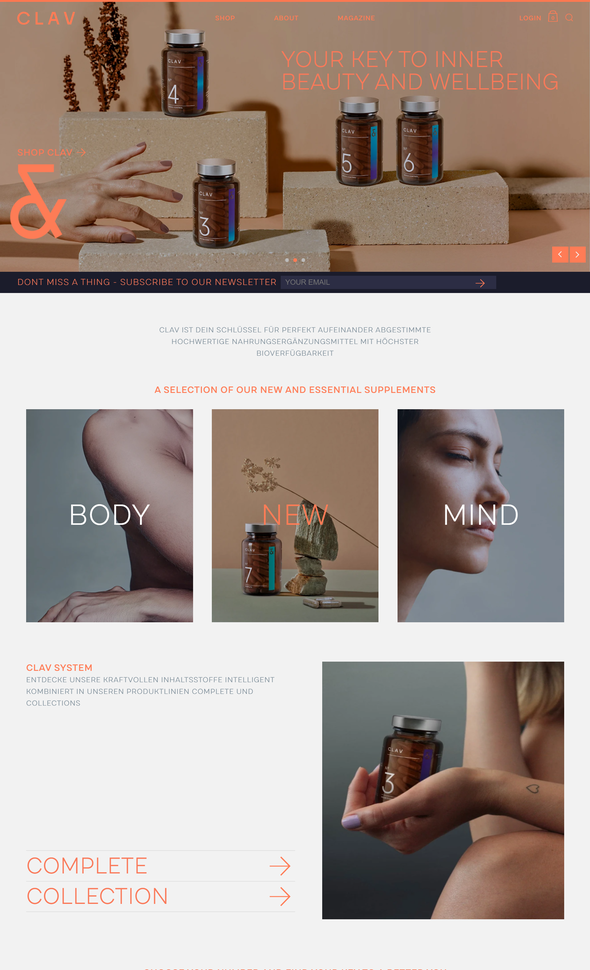 CLAV
SHOP
ABOUT
MAGAZINE
LOGIN
YOUR KEY TO INNER
BEAUTY AND WELLBEING
CLAV
4
CLAV
5
CLAV
6
SHOP CLAV →
&
CLAV
3
DONT MISS A THING - SUBSCRIBE TO OUR NEWSLETTER
YOUR EMAIL
CLAV IST DEIN SCHLÜSSEL FÜR PERFEKT AUFEINANDER ABGESTIMMTE
HOCHWERTIGE NAHRUNGSERGÄNZUNGSMITTEL MIT HÖCHSTER
BIOVERFÜGBARKEIT
A SELECTION OF OUR NEW AND ESSENTIAL SUPPLEMENTS
BODY
NEW
MIND
7
CLAV SYSTEM
ENTDECKE UNSERE KRAFTVOLLEN INHALTSSTOFFE INTELLIGENT
KOMBINIERT IN UNSEREN PRODUKTLINIEN COMPLETE UND
COLLECTIONS
CLAV
3
COMPLETE
COLLECTION